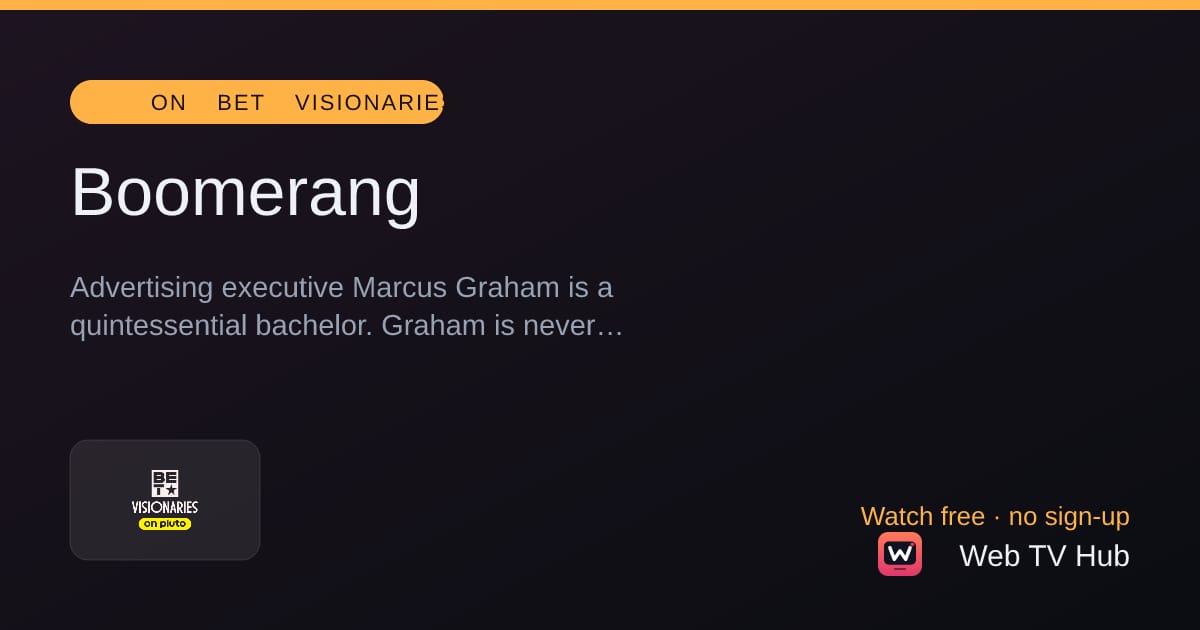 ON BET VISIONARIES
Boomerang
Advertising executive Marcus Graham is a
quintessential bachelor. Graham is never…
BET
VISIONARIES
on pluto
Watch free · no sign-up
W
Web TV Hub